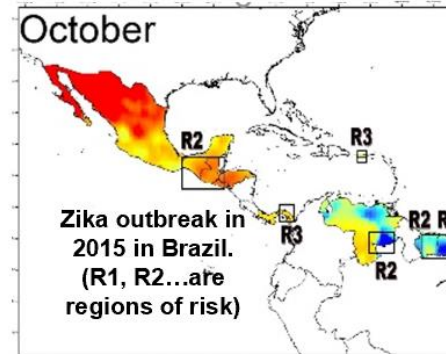 October
R2
R3
Zika outbreak in
2015 in Brazil.
(R1, R2...are
regions of risk)
R3
R2
R2